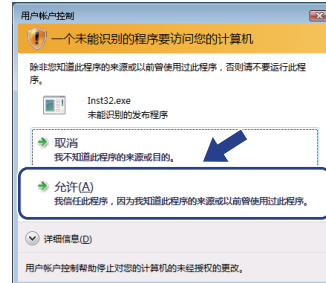 用户帐户控制
一个未能识别的程序要访问您的计算机
除非您知道此程序的来源或以前曾使用过此程序，否则请不要运行此程
序。
Inst32.exe
未能识别的发布程序
取消
我不知道此程序的来源或目的。
允许(A)
我信任此程序，因为我知道此程序的来源或以前曾使用过此程序。
详细信息(D)
用户帐户控制帮助停止对您的计算机的未经授权的更改。